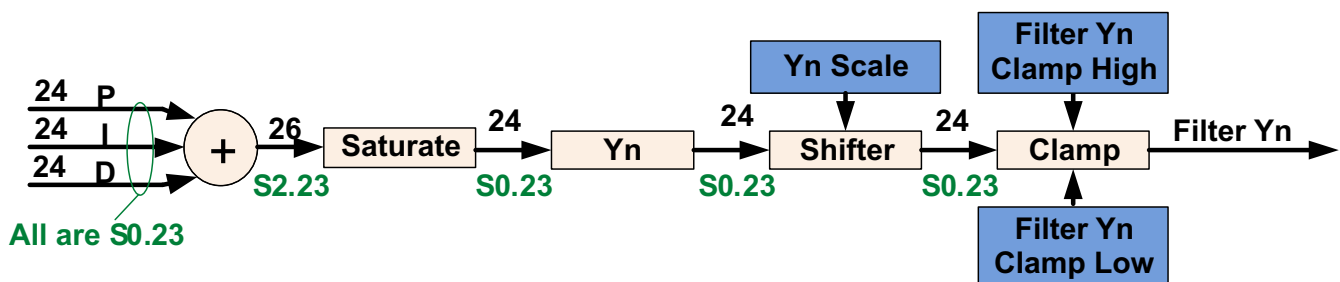 24 P
24 I
24 D
All are S0.23
+
26
S2.23
Saturate
24
S0.23
Yn
24
S0.23
Yn Scale
Shifter
24
S0.23
Filter Yn
Clamp High
Clamp
Filter Yn
Clamp Low
Filter Yn